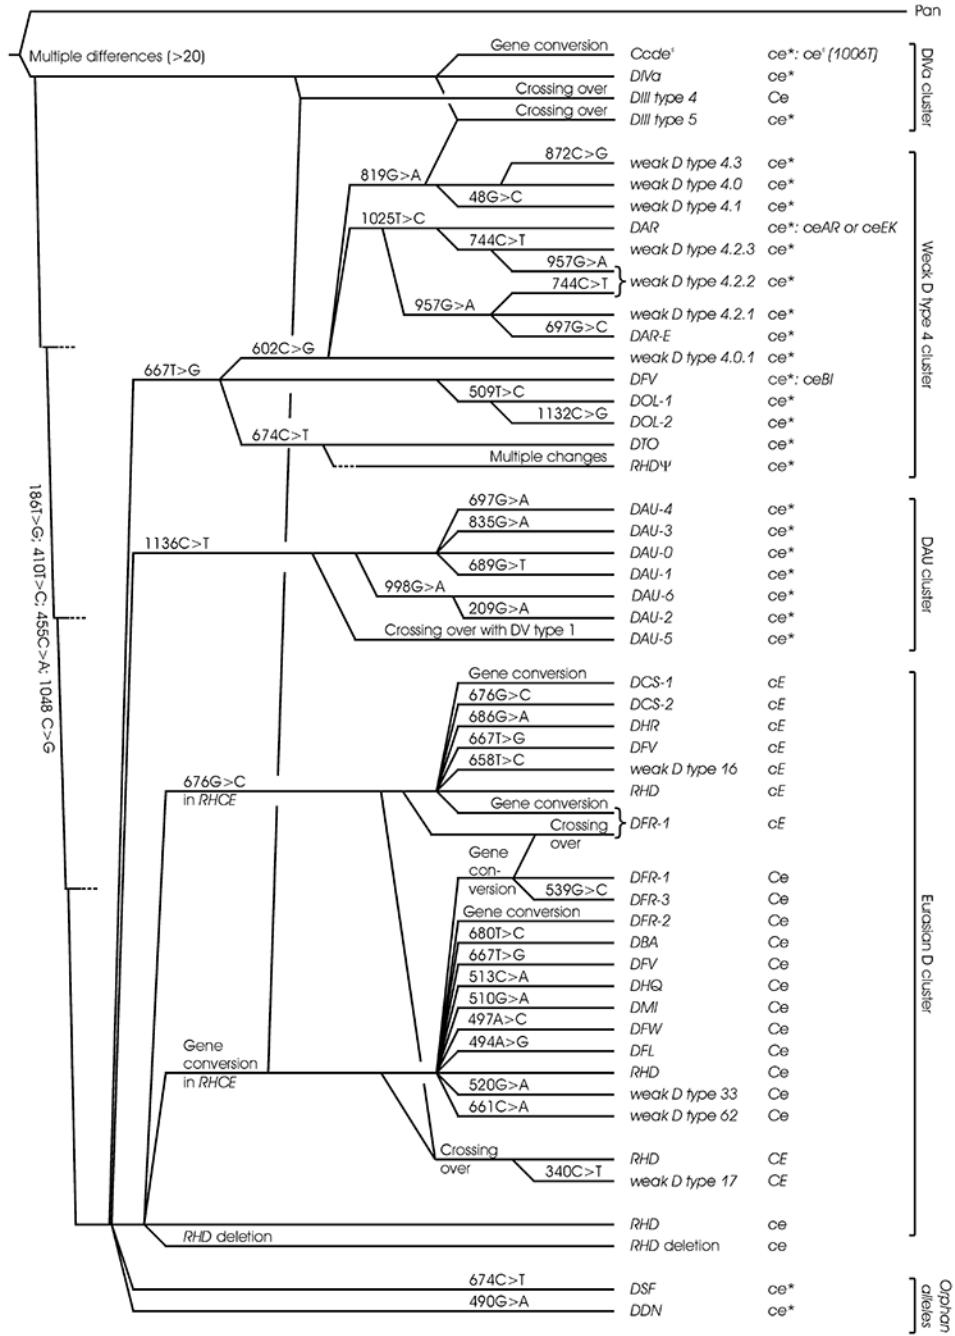 Pan
Multiple differences (>20)
Gene conversion Ccdeˢ ce*: ceˢ (1006T)
DIVa ce*
Crossing over DIII type 4 Ce
Crossing over DIII type 5 ce*
DIVa cluster
872C>G weak D type 4.3 ce*
819G>A weak D type 4.0 ce*
48G>C weak D type 4.1 ce*
1025T>C DAR ce*: ceAR or ceEK
744C>T weak D type 4.2.3 ce*
957G>A
744C>T weak D type 4.2.2 ce*
957G>A weak D type 4.2.1 ce*
697G>C DAR-E ce*
602C>G weak D type 4.0.1 ce*
667T>G DFV ce*: ceBI
509T>C DOL-1 ce*
1132C>G DOL-2 ce*
674C>T DTO ce*
Multiple changes RHDΨ ce*
Weak D type 4 cluster
186T>G; 410T>C; 455C>A; 1048 C>G
697G>A DAU-4 ce*
835G>A DAU-3 ce*
1136C>T DAU-0 ce*
689G>T DAU-1 ce*
998G>A DAU-6 ce*
209G>A DAU-2 ce*
Crossing over with DV type 1 DAU-5 ce*
DAU cluster
Gene conversion DCS-1 cE
676G>C DCS-2 cE
686G>A DHR cE
667T>G DFV cE
658T>C weak D type 16 cE
676G>C RHD cE
in RHCE
Gene conversion
DFR-1 cE
Crossing
over
Gene
con-
version
DFR-1 Ce
539G>C DFR-3 Ce
Gene conversion DFR-2 Ce
680T>C DBA Ce
667T>G DFV Ce
513C>A DHQ Ce
510G>A DMI Ce
497A>C DFW Ce
494A>G DFL Ce
Gene
conversion
in RHCE
RHD Ce
520G>A weak D type 33 Ce
661C>A weak D type 62 Ce
Crossing
over
RHD CE
340C>T weak D type 17 CE
RHD ce
RHD deletion RHD deletion ce
Eurasian D cluster
674C>T DSF ce*
490G>A DDN ce*
Orphan
alleles